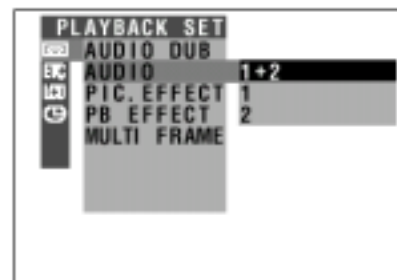 PLAYBACK SET
AUDIO DUB
AUDIO 1+2
PIC.EFFECT 1
PB EFFECT 2
MULTI FRAME